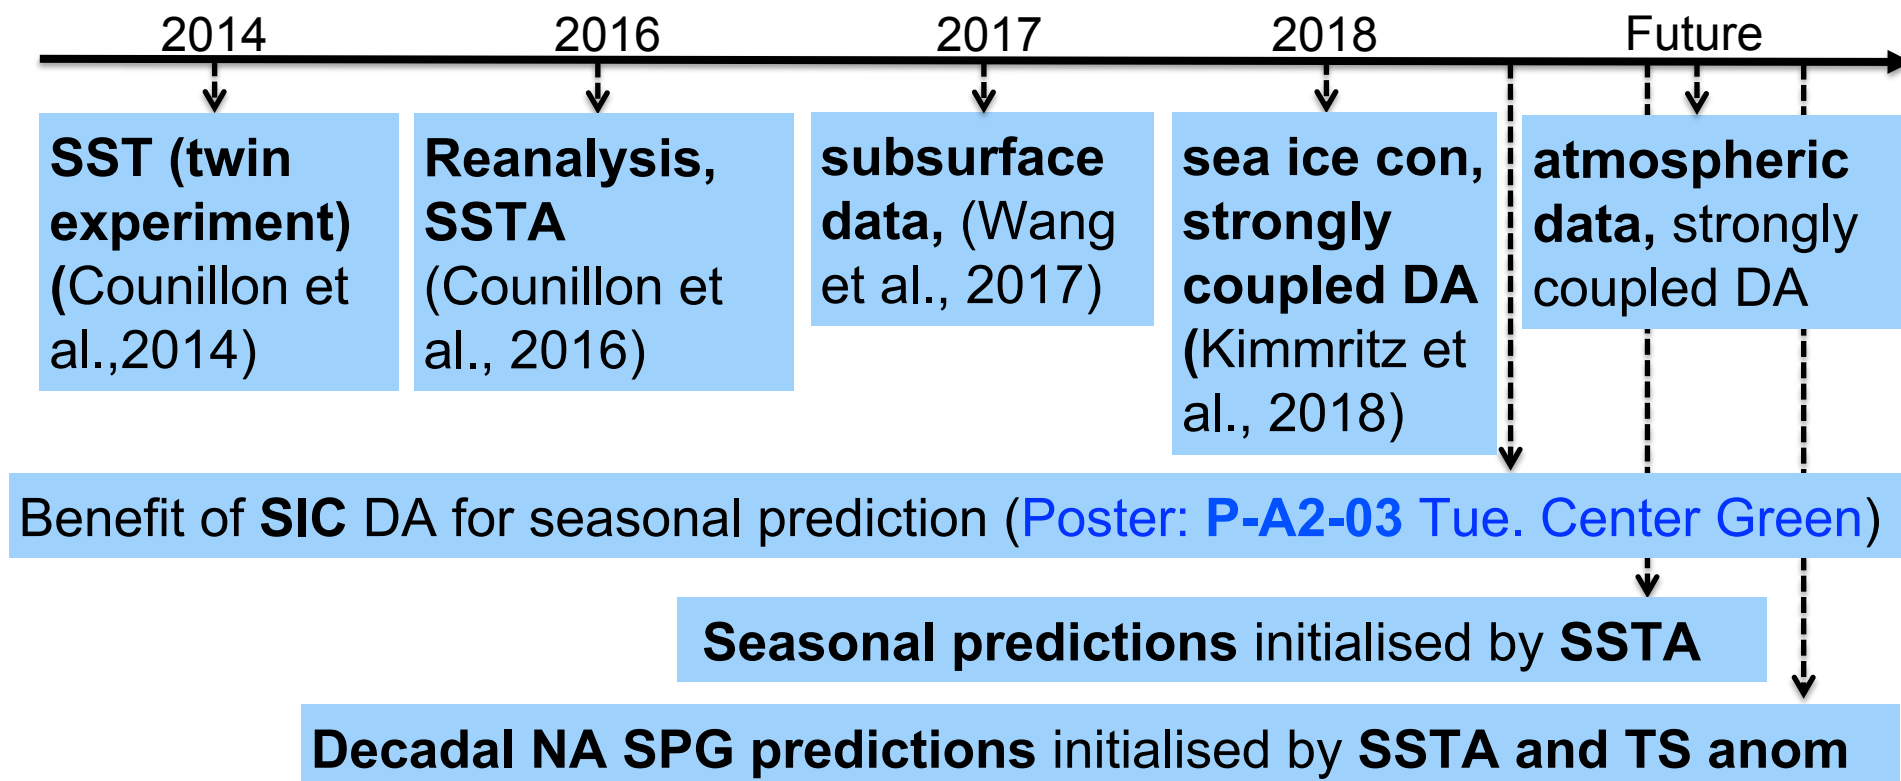 2014
2016
2017
2018
Future
SST (twin
experiment)
(Counillon et
al.,2014)
Reanalysis,
SSTA
(Counillon et
al., 2016)
subsurface
data, (Wang
et al., 2017)
sea ice con,
strongly
coupled DA
(Kimmritz et
al., 2018)
atmospheric
data, strongly
coupled DA
Benefit of SIC DA for seasonal prediction (Poster: P-A2-03 Tue. Center Green)
Seasonal predictions initialised by SSTA
Decadal NA SPG predictions initialised by SSTA and TS anom